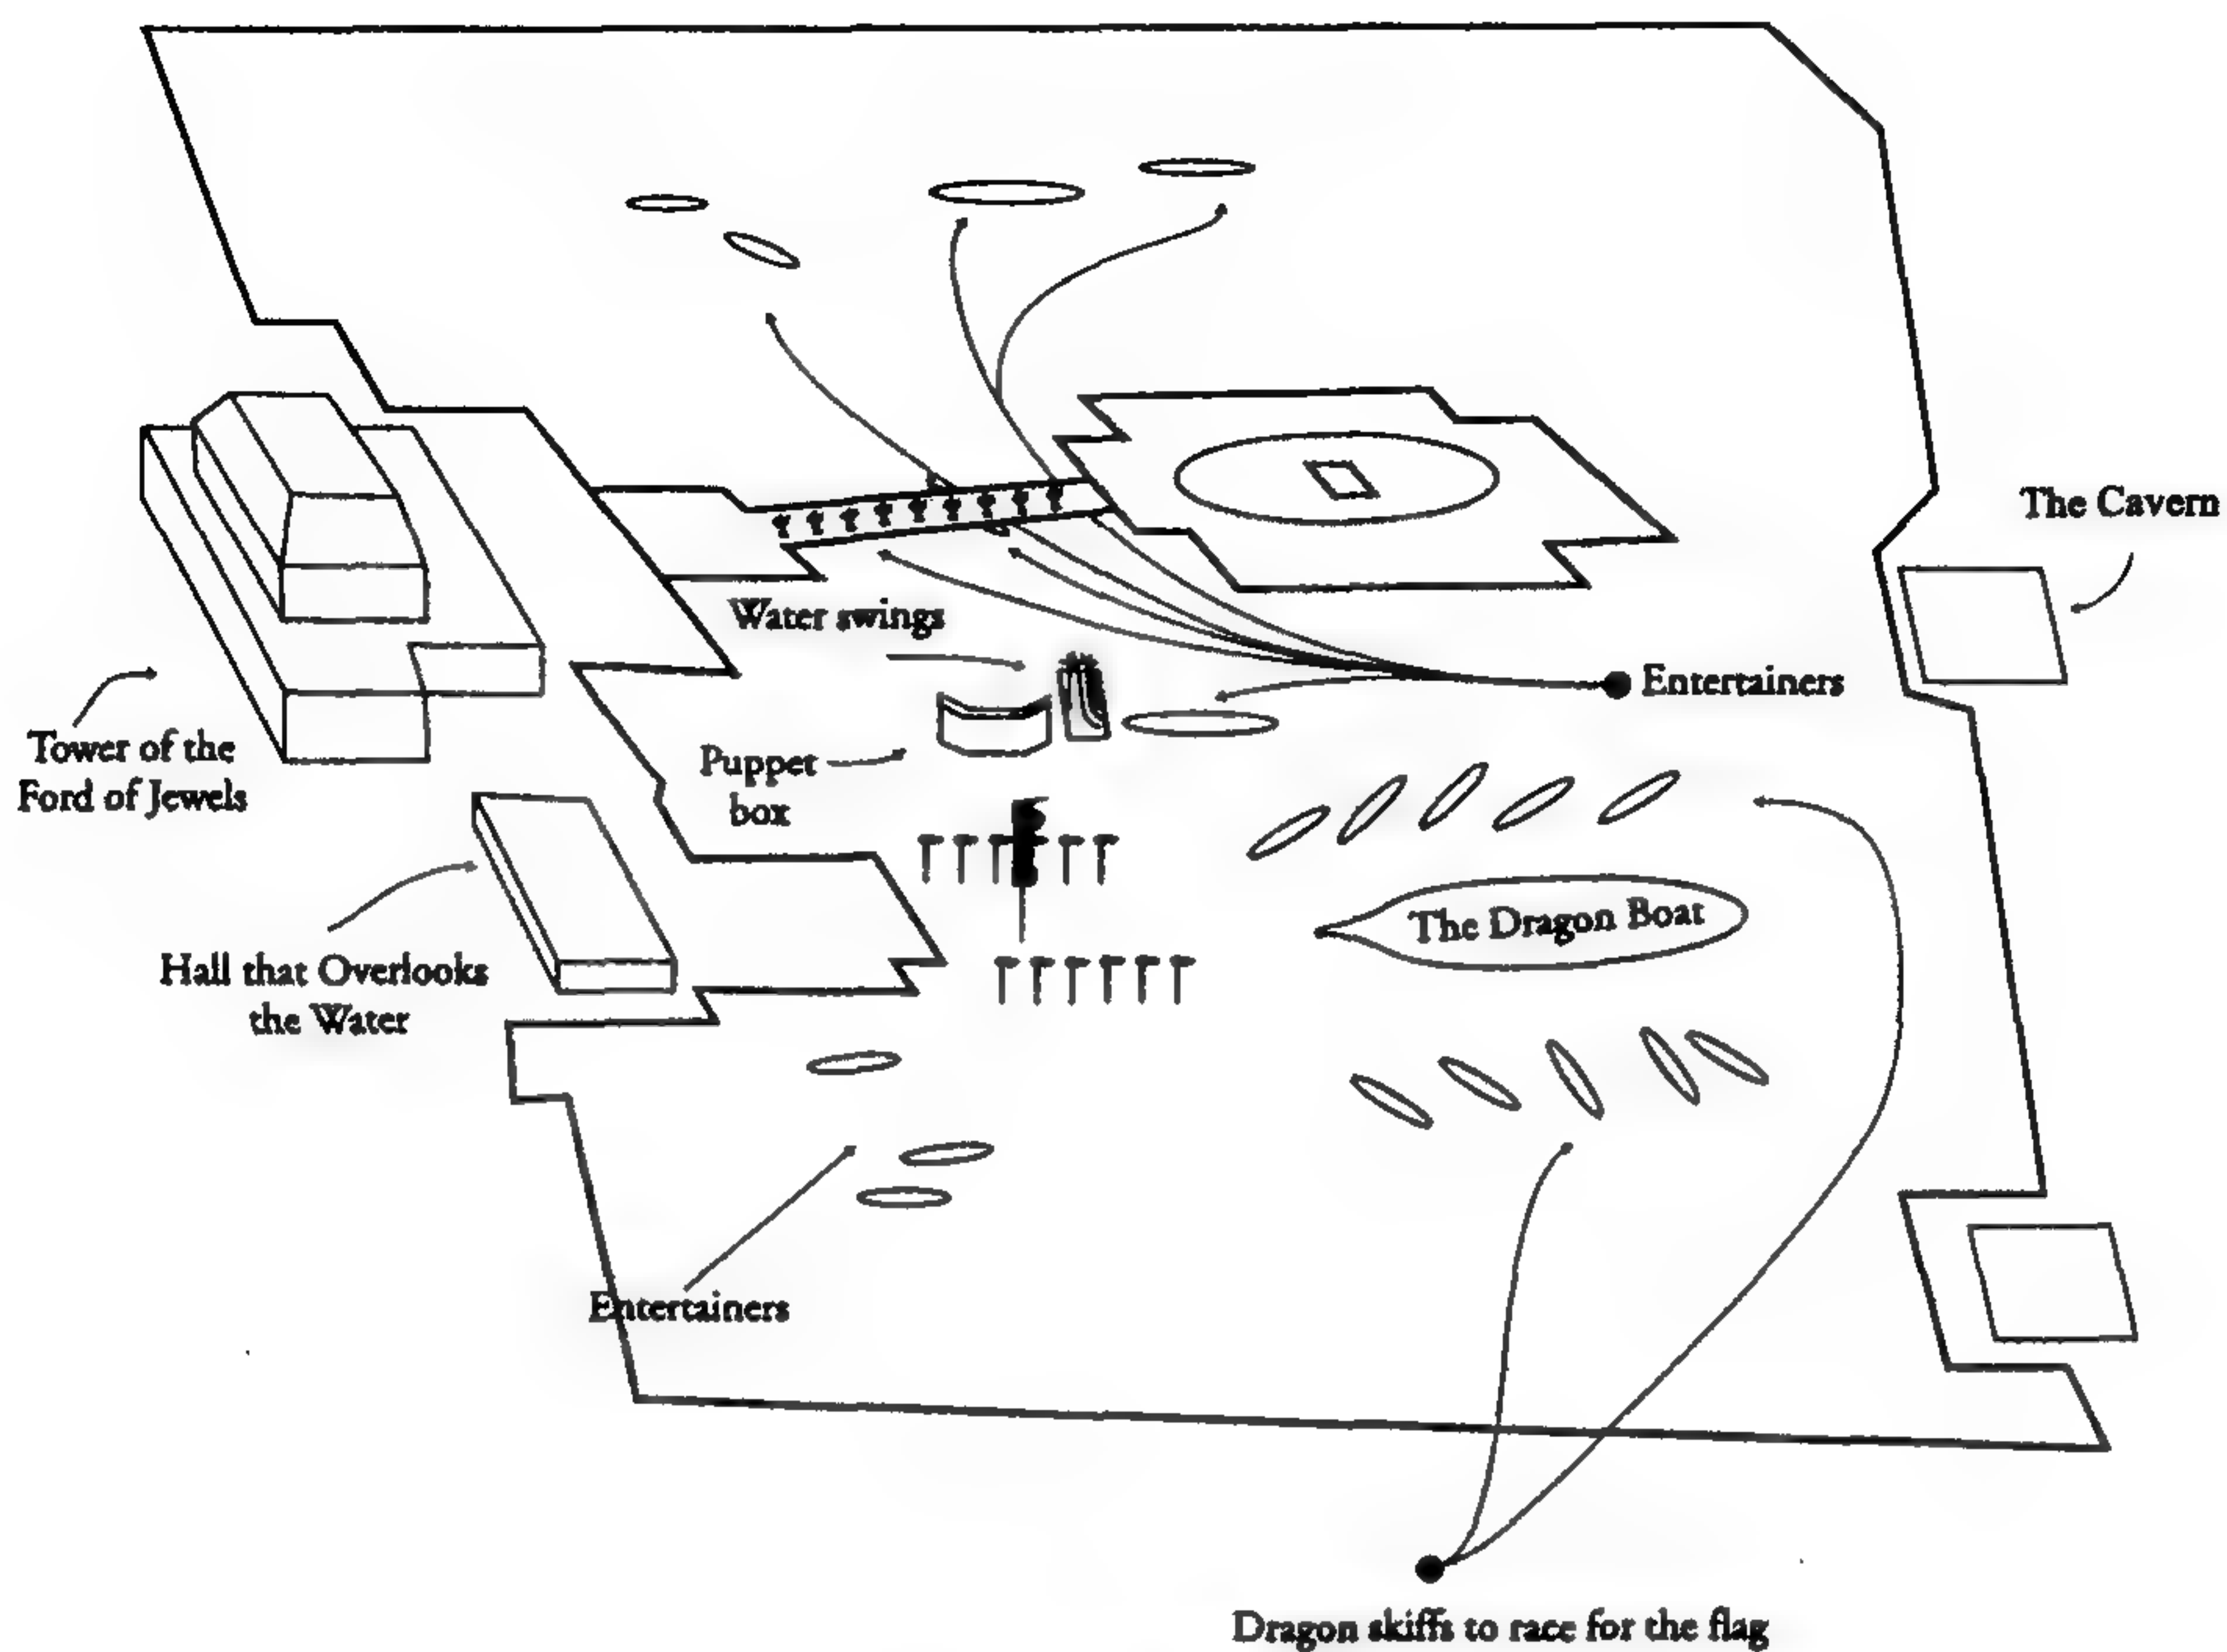 The Cavern
Water swings
Entertainers
Tower of the
Ford of Jewels
Puppet
box
The Dragon Boat
Hall that Overlooks
the Water
Entertainers
Dragon skiffs to race for the flag